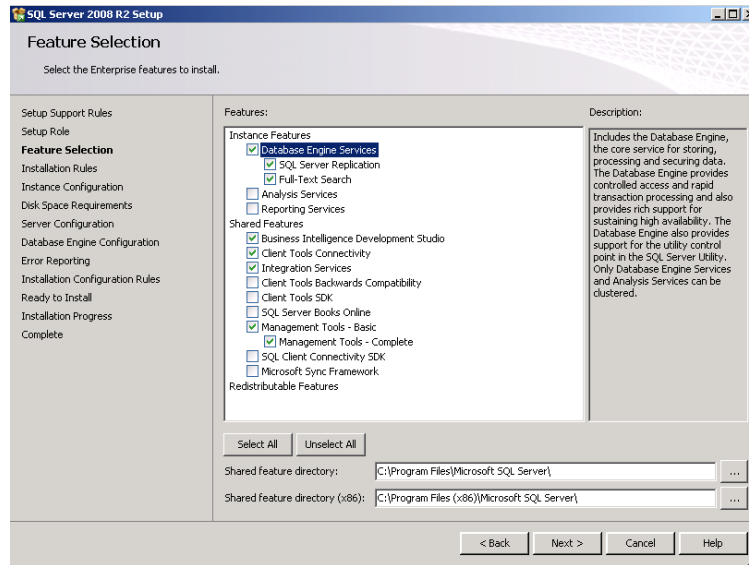 SQL Server 2008 R2 Setup
Feature Selection
Select the Enterprise features to install.
Setup Support Rules
Setup Role
Feature Selection
Installation Rules
Instance Configuration
Disk Space Requirements
Server Configuration
Database Engine Configuration
Error Reporting
Installation Configuration Rules
Ready to Install
Installation Progress
Complete
Features:
Instance Features
Database Engine Services
SQL Server Replication
Full-Text Search
Analysis Services
Reporting Services
Shared Features
Business Intelligence Development Studio
Client Tools Connectivity
Integration Services
Client Tools Backwards Compatibility
Client Tools SDK
SQL Server Books Online
Management Tools - Basic
Management Tools - Complete
SQL Client Connectivity SDK
Microsoft Sync Framework
Redistributable Features
Description:
Includes the Database Engine,
the core service for storing,
processing and securing data.
The Database Engine provides
controlled access and rapid
transaction processing and also
provides rich support for
sustaining high availability. The
Database Engine also provides
support for the utility control
point in the SQL Server Utility.
Only Database Engine Services
and Analysis Services can be
clustered.
Select All
Unselect All
Shared feature directory:
C:\Program Files\Microsoft SQL Server\
...
Shared feature directory (x86):
C:\Program Files (x86)\Microsoft SQL Server\
...
< Back
Next >
Cancel
Help